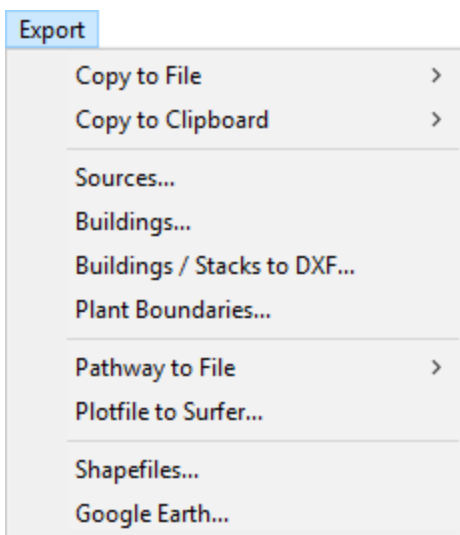 Export
Copy to File
Copy to Clipboard
Sources...
Buildings...
Buildings / Stacks to DXF...
Plant Boundaries...
Pathway to File
Plotfile to Surfer...
Shapefiles...
Google Earth...